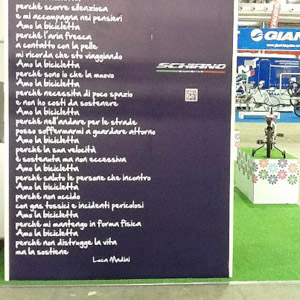 perché scorre silenziosa
e mi accompagna nei pensieri
Amo la bicicletta
perché l'aria fresca
a contatto con la pelle
mi ricorda che sto viaggiando
Amo la bicicletta
perché sono io che la muovo
Amo la bicicletta
perché necessita di poco spazio
e non ho costi da sostenere
Amo la bicicletta
perché nell'andare per le strade
posso soffermarmi a guardare attorno
Amo la bicicletta
perché la sua velocità
è sostenuta ma non eccessiva
Amo la bicicletta
perché saluto le persone che incontro
Amo la bicicletta
perché non uccido
con gas tossici e incidenti pericolosi
Amo la bicicletta
perché mi mantengo in forma fisica
Amo la bicicletta
perché non distrugge la vita
ma la sostiene
Luca Madiai
SCHIANO
GIANT